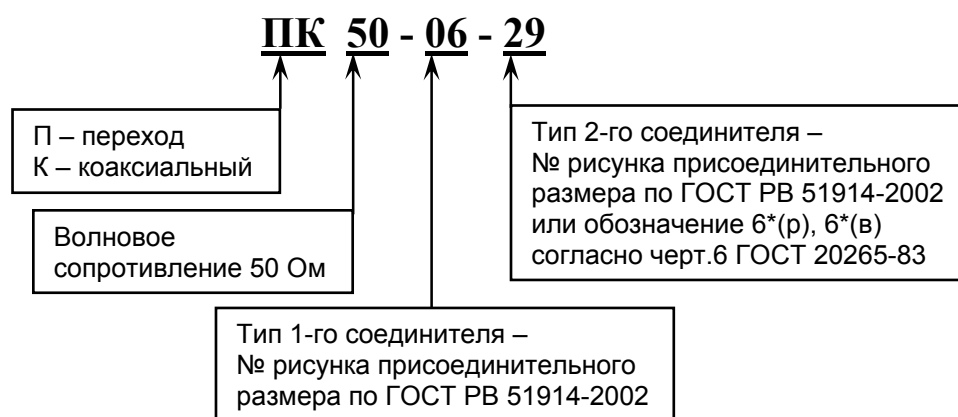 ПК 50 - 06 - 29
П – переход
К – коаксиальный
Волновое
сопротивление 50 Ом
Тип 1-го соединителя –
№ рисунка присоединительного
размера по ГОСТ РВ 51914-2002
Тип 2-го соединителя –
№ рисунка присоединительного
размера по ГОСТ РВ 51914-2002
или обозначение 6*(р), 6*(в)
согласно черт.6 ГОСТ 20265-83